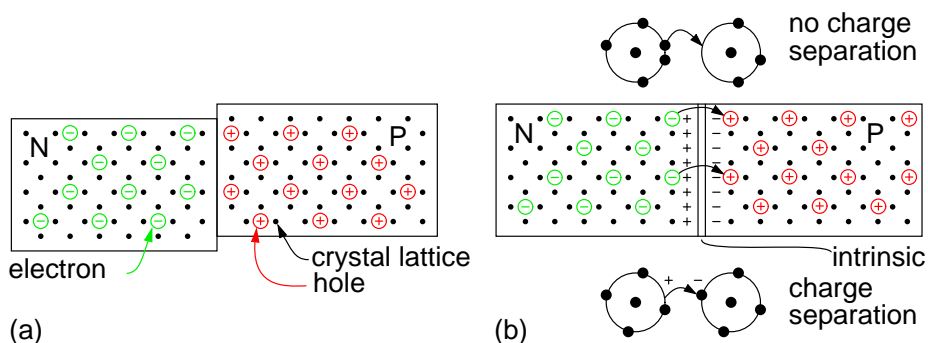 no charge
separation
N
P
N
P
electron
crystal lattice
hole
intrinsic
+
−
charge
separation
(a)
(b)